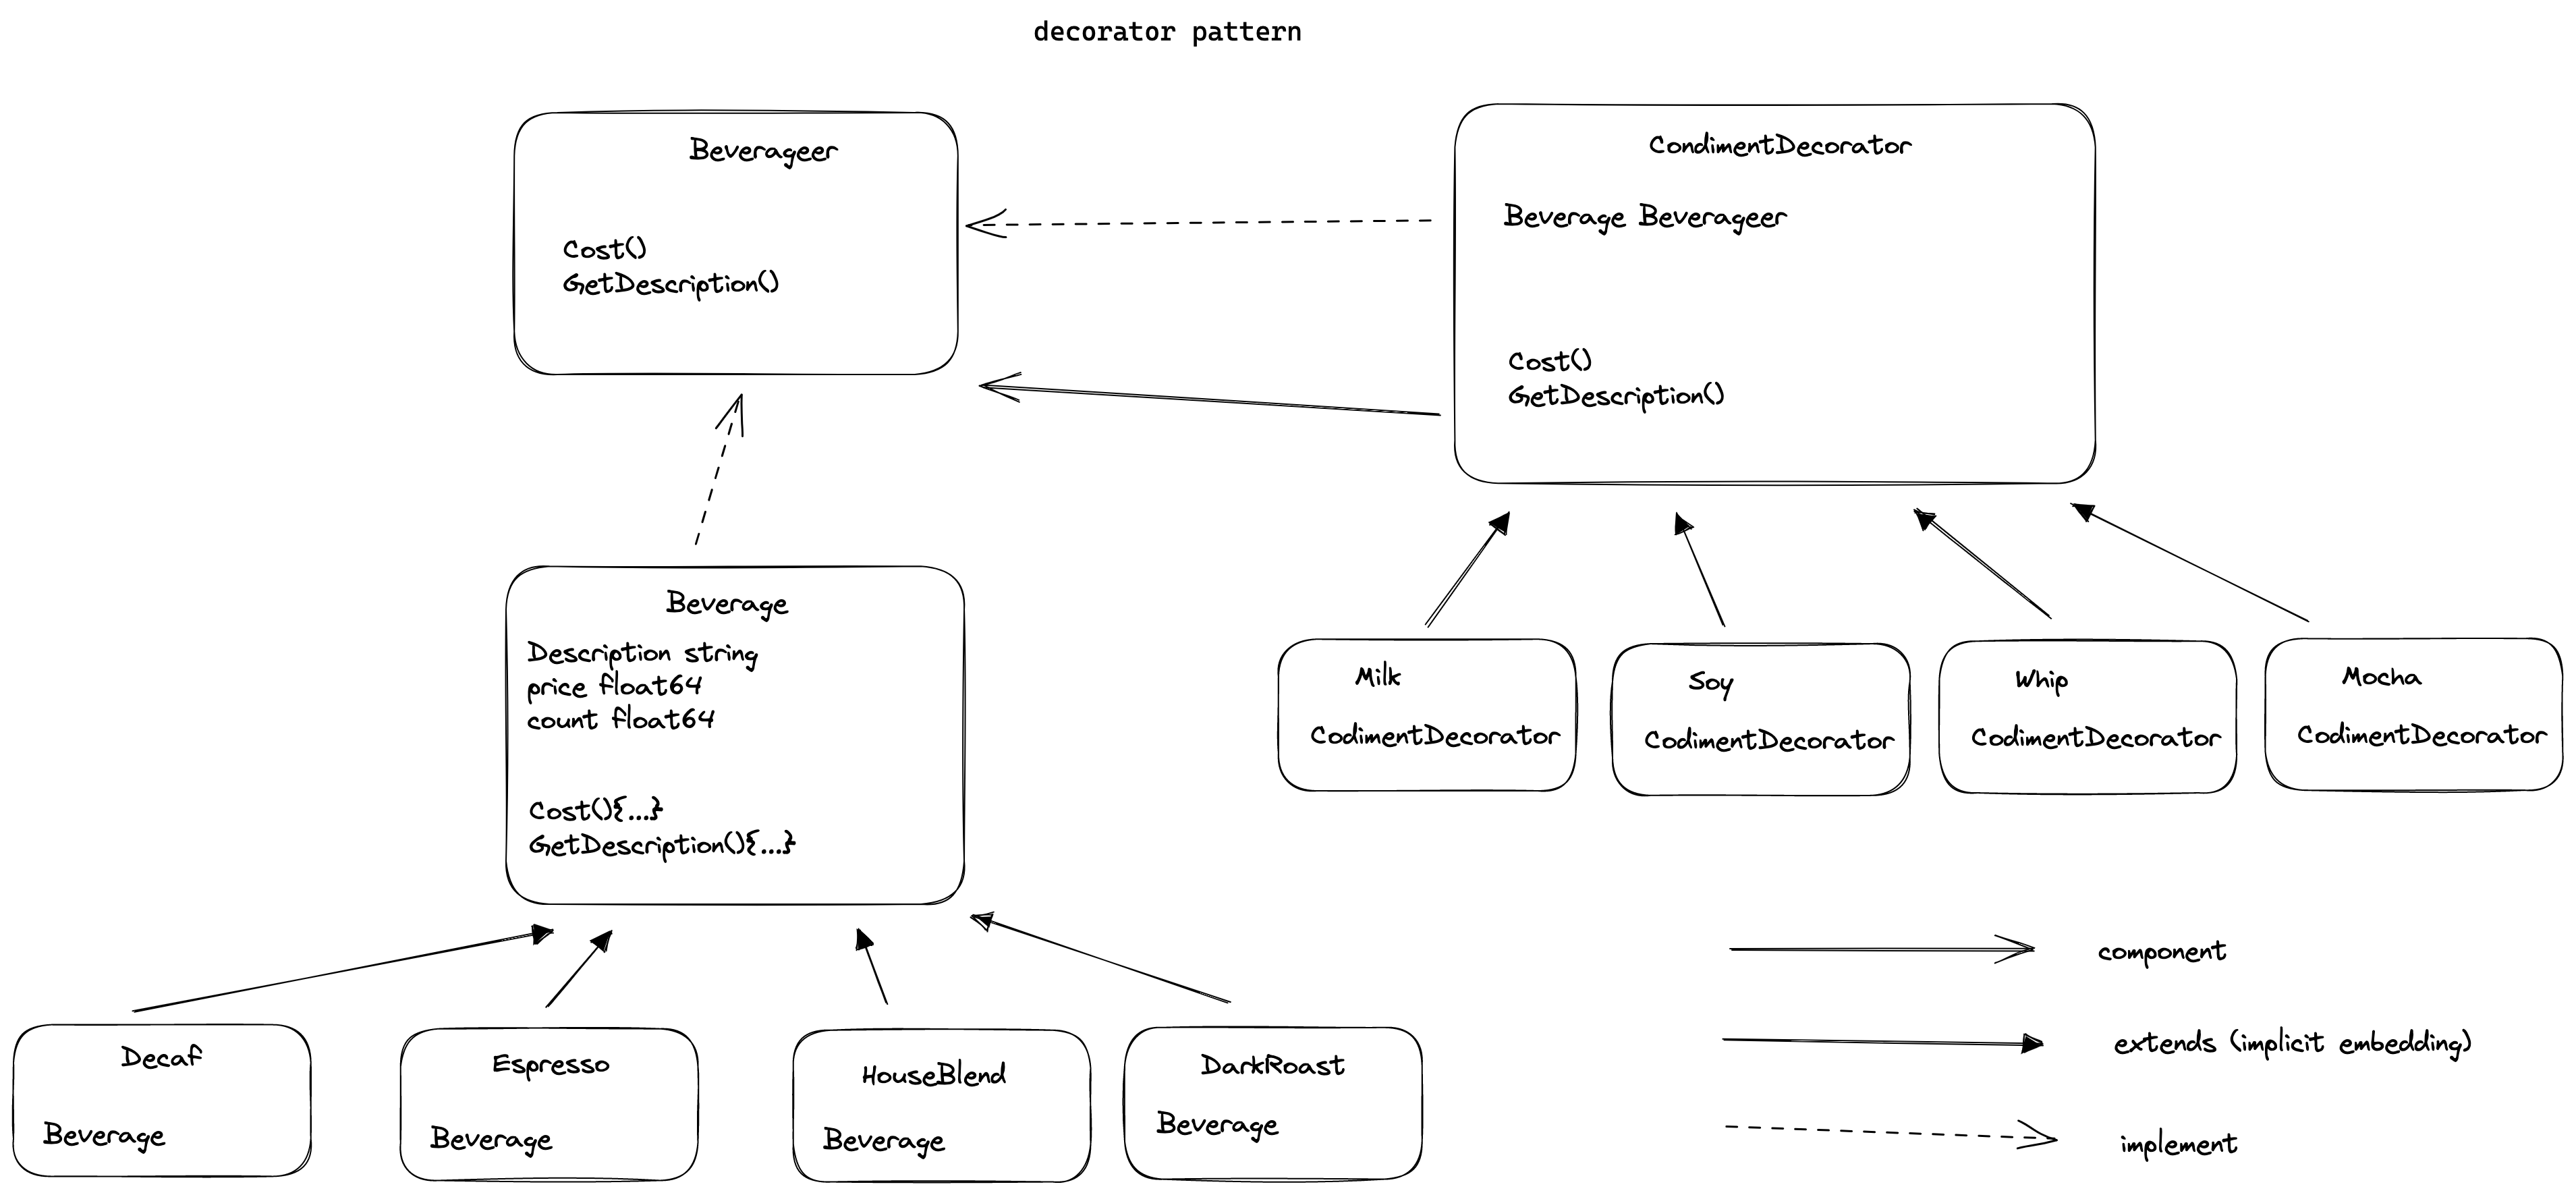 decorator pattern
Beverageer
Cost()
GetDescription()
CondimentDecorator
Beverage Beverageer
Cost()
GetDescription()
Beverage
Description string
price float64
count float64
Cost(){...}
GetDescription(){...}
Milk
CodimentDecorator
Soy
CodimentDecorator
Whip
CodimentDecorator
Mocha
CodimentDecorator
Decaf
Beverage
Espresso
Beverage
HouseBlend
Beverage
DarkRoast
Beverage
component
extends (implicit embedding)
implement